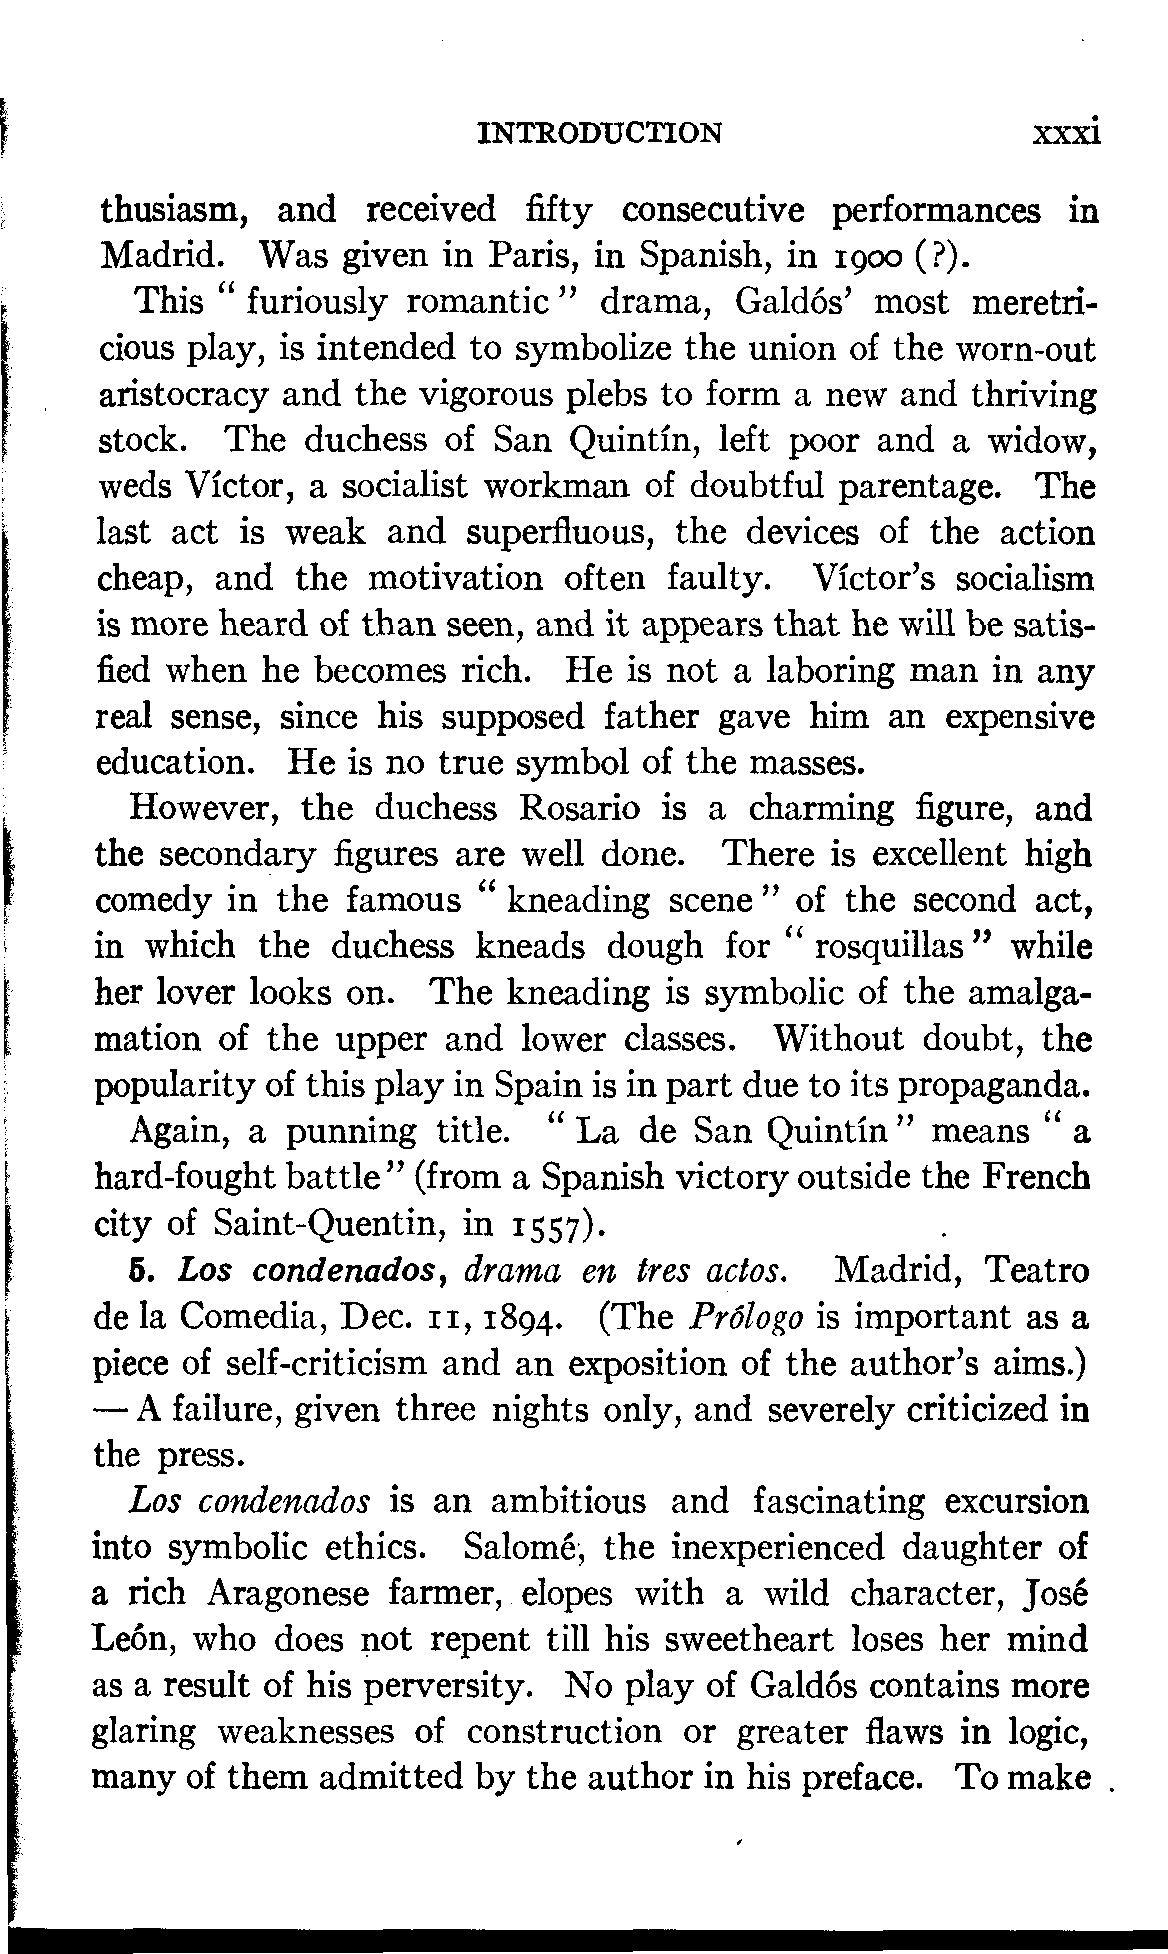 INTRODUCTION xxxi
thusiasm, and received fifty consecutive performances in
Madrid. Was given in Paris, in Spanish, in 1900 (?).
This “ furiously romantic ” drama, Galdós’ most meretri-
cious play, is intended to symbolize the union of the worn-out
aristocracy and the vigorous plebs to form a new and thriving
stock. The duchess of San Quintín, left poor and a widow,
weds Víctor, a socialist workman of doubtful parentage. The
last act is weak and superfluous, the devices of the action
cheap, and the motivation often faulty. Víctor’s socialism
is more heard of than seen, and it appears that he will be satis-
fied when he becomes rich. He is not a laboring man in any
real sense, since his supposed father gave him an expensive
education. He is no true symbol of the masses.
However, the duchess Rosario is a charming figure, and
the secondary figures are well done. There is excellent high
comedy in the famous “ kneading scene ” of the second act,
in which the duchess kneads dough for “ rosquillas ” while
her lover looks on. The kneading is symbolic of the amalga-
mation of the upper and lower classes. Without doubt, the
popularity of this play in Spain is in part due to its propaganda.
Again, a punning title. “ La de San Quintín ” means “ a
hard-fought battle ” (from a Spanish victory outside the French
city of Saint-Quentin, in 1557).
5. Los condenados, drama en tres actos. Madrid, Teatro
de la Comedia, Dec. 11, 1894. (The Prólogo is important as a
piece of self-criticism and an exposition of the author’s aims.)
— A failure, given three nights only, and severely criticized in
the press.
Los condenados is an ambitious and fascinating excursion
into symbolic ethics. Salomé, the inexperienced daughter of
a rich Aragonese farmer, elopes with a wild character, José
León, who does not repent till his sweetheart loses her mind
as a result of his perversity. No play of Galdós contains more
glaring weaknesses of construction or greater flaws in logic,
many of them admitted by the author in his preface. To make